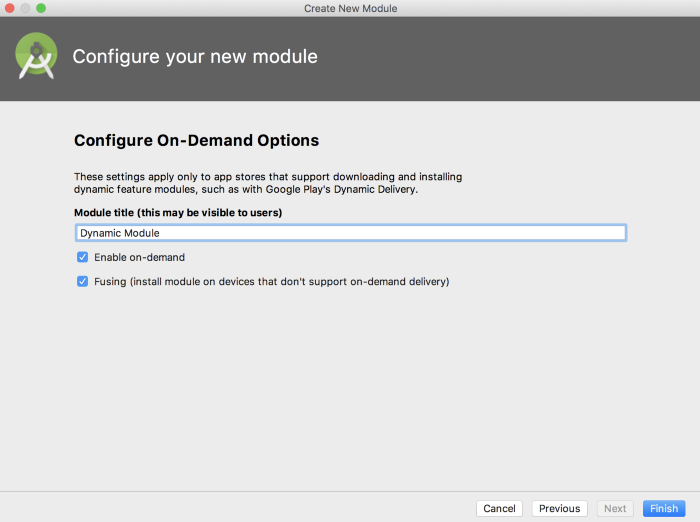 Create New Module
Configure your new module
Configure On-Demand Options
These settings apply only to app stores that support downloading and installing
dynamic feature modules, such as with Google Play's Dynamic Delivery.
Module title (this may be visible to users)
Dynamic Module
Enable on-demand
Fusing (install module on devices that don't support on-demand delivery)
Cancel Previous Next Finish